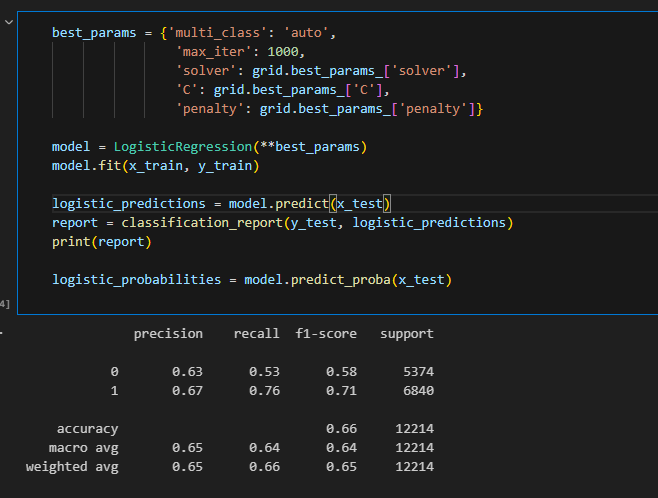 best_params = {'multi_class': 'auto',
'max_iter': 1000,
'solver': grid.best_params_['solver'],
'C': grid.best_params_['C'],
'penalty': grid.best_params_['penalty']}
model = LogisticRegression(**best_params)
model.fit(x_train, y_train)
logistic_predictions = model.predict(x_test)
report = classification_report(y_test, logistic_predictions)
print(report)
logistic_probabilities = model.predict_proba(x_test)
4]
precision recall f1-score support
0 0.63 0.53 0.58 5374
1 0.67 0.76 0.71 6840
accuracy 0.66 12214
macro avg 0.65 0.64 0.64 12214
weighted avg 0.65 0.66 0.65 12214